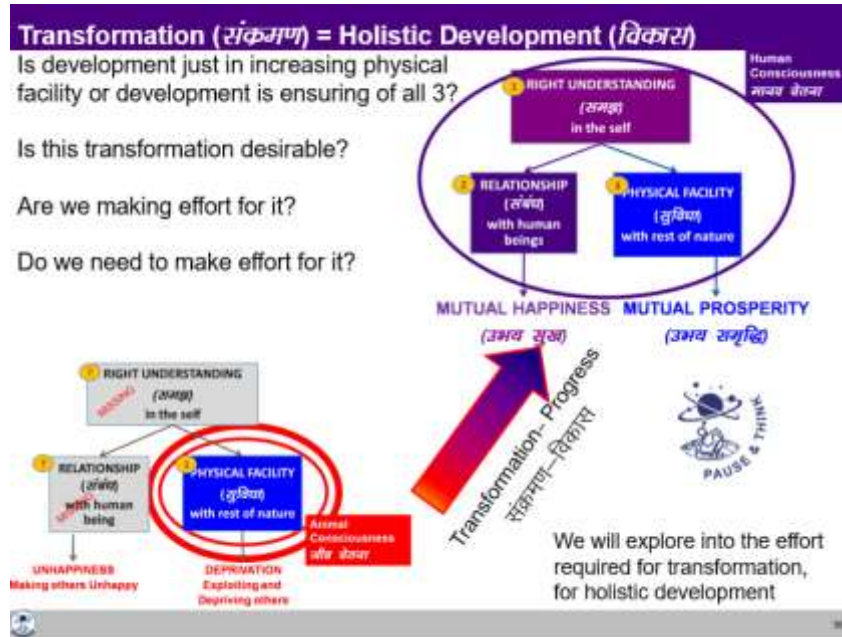 Transformation (संक्रमण) = Holistic Development (विकास)
Is development just in increasing physical
facility or development is ensuring of all 3?
Is this transformation desirable?
Are we making effort for it?
Do we need to make effort for it?
Human
Consciousness
मानव चेतना
1
RIGHT UNDERSTANDING
(समझ)
in the self
2
RELATIONSHIP
(संबंध)
with human
beings
3
PHYSICAL FACILITY
(सुविधा)
with rest of nature
MUTUAL HAPPINESS
(उभय सुख)
MUTUAL PROSPERITY
(उभय समृद्धि)
?
RIGHT UNDERSTANDING
(समझ)
in the self
MISSING
?
RELATIONSHIP
(संबंध)
with human
being
MISSING
PHYSICAL FACILITY
(सुविधा)
with rest of nature
Animal
Consciousness
जीव चेतना
UNHAPPINESS
Making others Unhappy
DEPRIVATION
Exploiting and
Depriving others
Transformation– Progress
संक्रमण–विकास
PAUSE & THINK
We will explore into the effort
required for transformation,
for holistic development